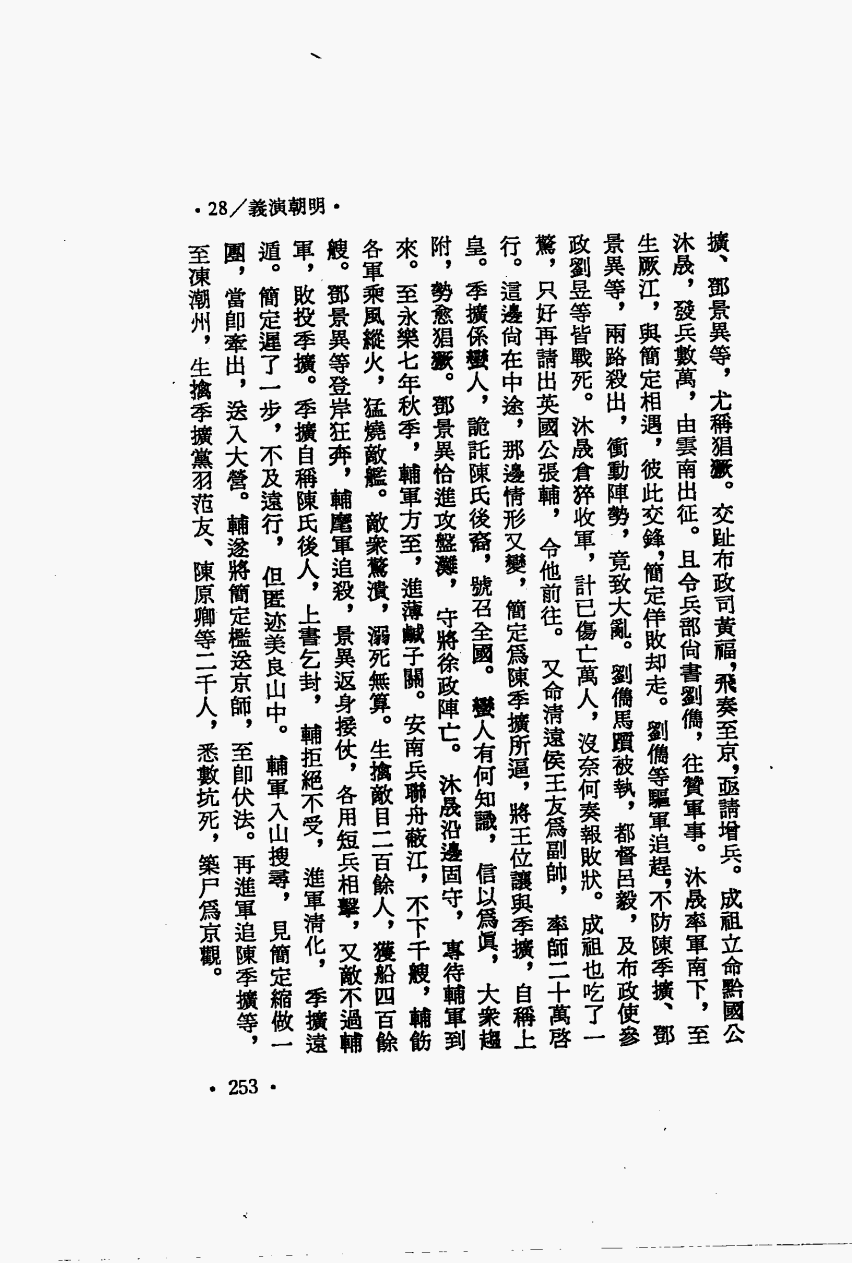 ·28／義演朝明·
擴、鄧景異等，尤稱猖獗。交趾布政司黃福，飛奏至京，亟請增兵。成祖立命黔國公
沐晟，發兵數萬，由雲南出征。且令兵部尙書劉儁，往贊軍事。沐晟率軍南下，至
生厥江，與簡定相遇，彼此交鋒，簡定佯敗却走。劉儁等驅軍追趕，不防陳季擴、鄧
景異等，兩路殺出，衝動陣勢，竟致大亂。劉儁馬躓被執，都督呂毅，及布政使參
政劉昱等皆戰死。沐晟倉猝收軍，計已傷亡萬人，沒奈何奏報敗狀。成祖也吃了一
驚，只好再請出英國公張輔，令他前往。又命淸遠侯王友爲副帥，率師二十萬啓
行。這邊尙在中途，那邊情形又變，簡定爲陳季擴所逼，將王位讓與季擴，自稱上
皇。季擴係蠻人，詭託陳氏後裔，號召全國。蠻人有何知識，信以爲眞，大衆趨
附，勢愈猖獗。鄧景異恰進攻盤灘，守將徐政陣亡。沐晟沿邊固守，專待輔軍到
來。至永樂七年秋季，輔軍方至，進薄鹹子關。安南兵聯舟蔽江，不下千艘，輔飭
各軍乘風縱火，猛燒敵艦。敵衆驚潰，溺死無算。生擒敵目二百餘人，獲船四百餘
艘。鄧景異等登岸狂奔，輔麾軍追殺，景異返身接仗，各用短兵相擊，又敵不過輔
軍，敗投季擴。季擴自稱陳氏後人，上書乞封，輔拒絕不受，進軍淸化，季擴遠
遁。簡定遲了一步，不及遠行，但匿迹美良山中。輔軍入山搜尋，見簡定縮做一
團，當卽牽出，送入大營。輔遂將簡定檻送京師，至卽伏法。再進軍追陳季擴等，
至凍潮州，生擒季擴黨羽范友、陳原卿等二千人，悉數坑死，築尸爲京觀。
·253·